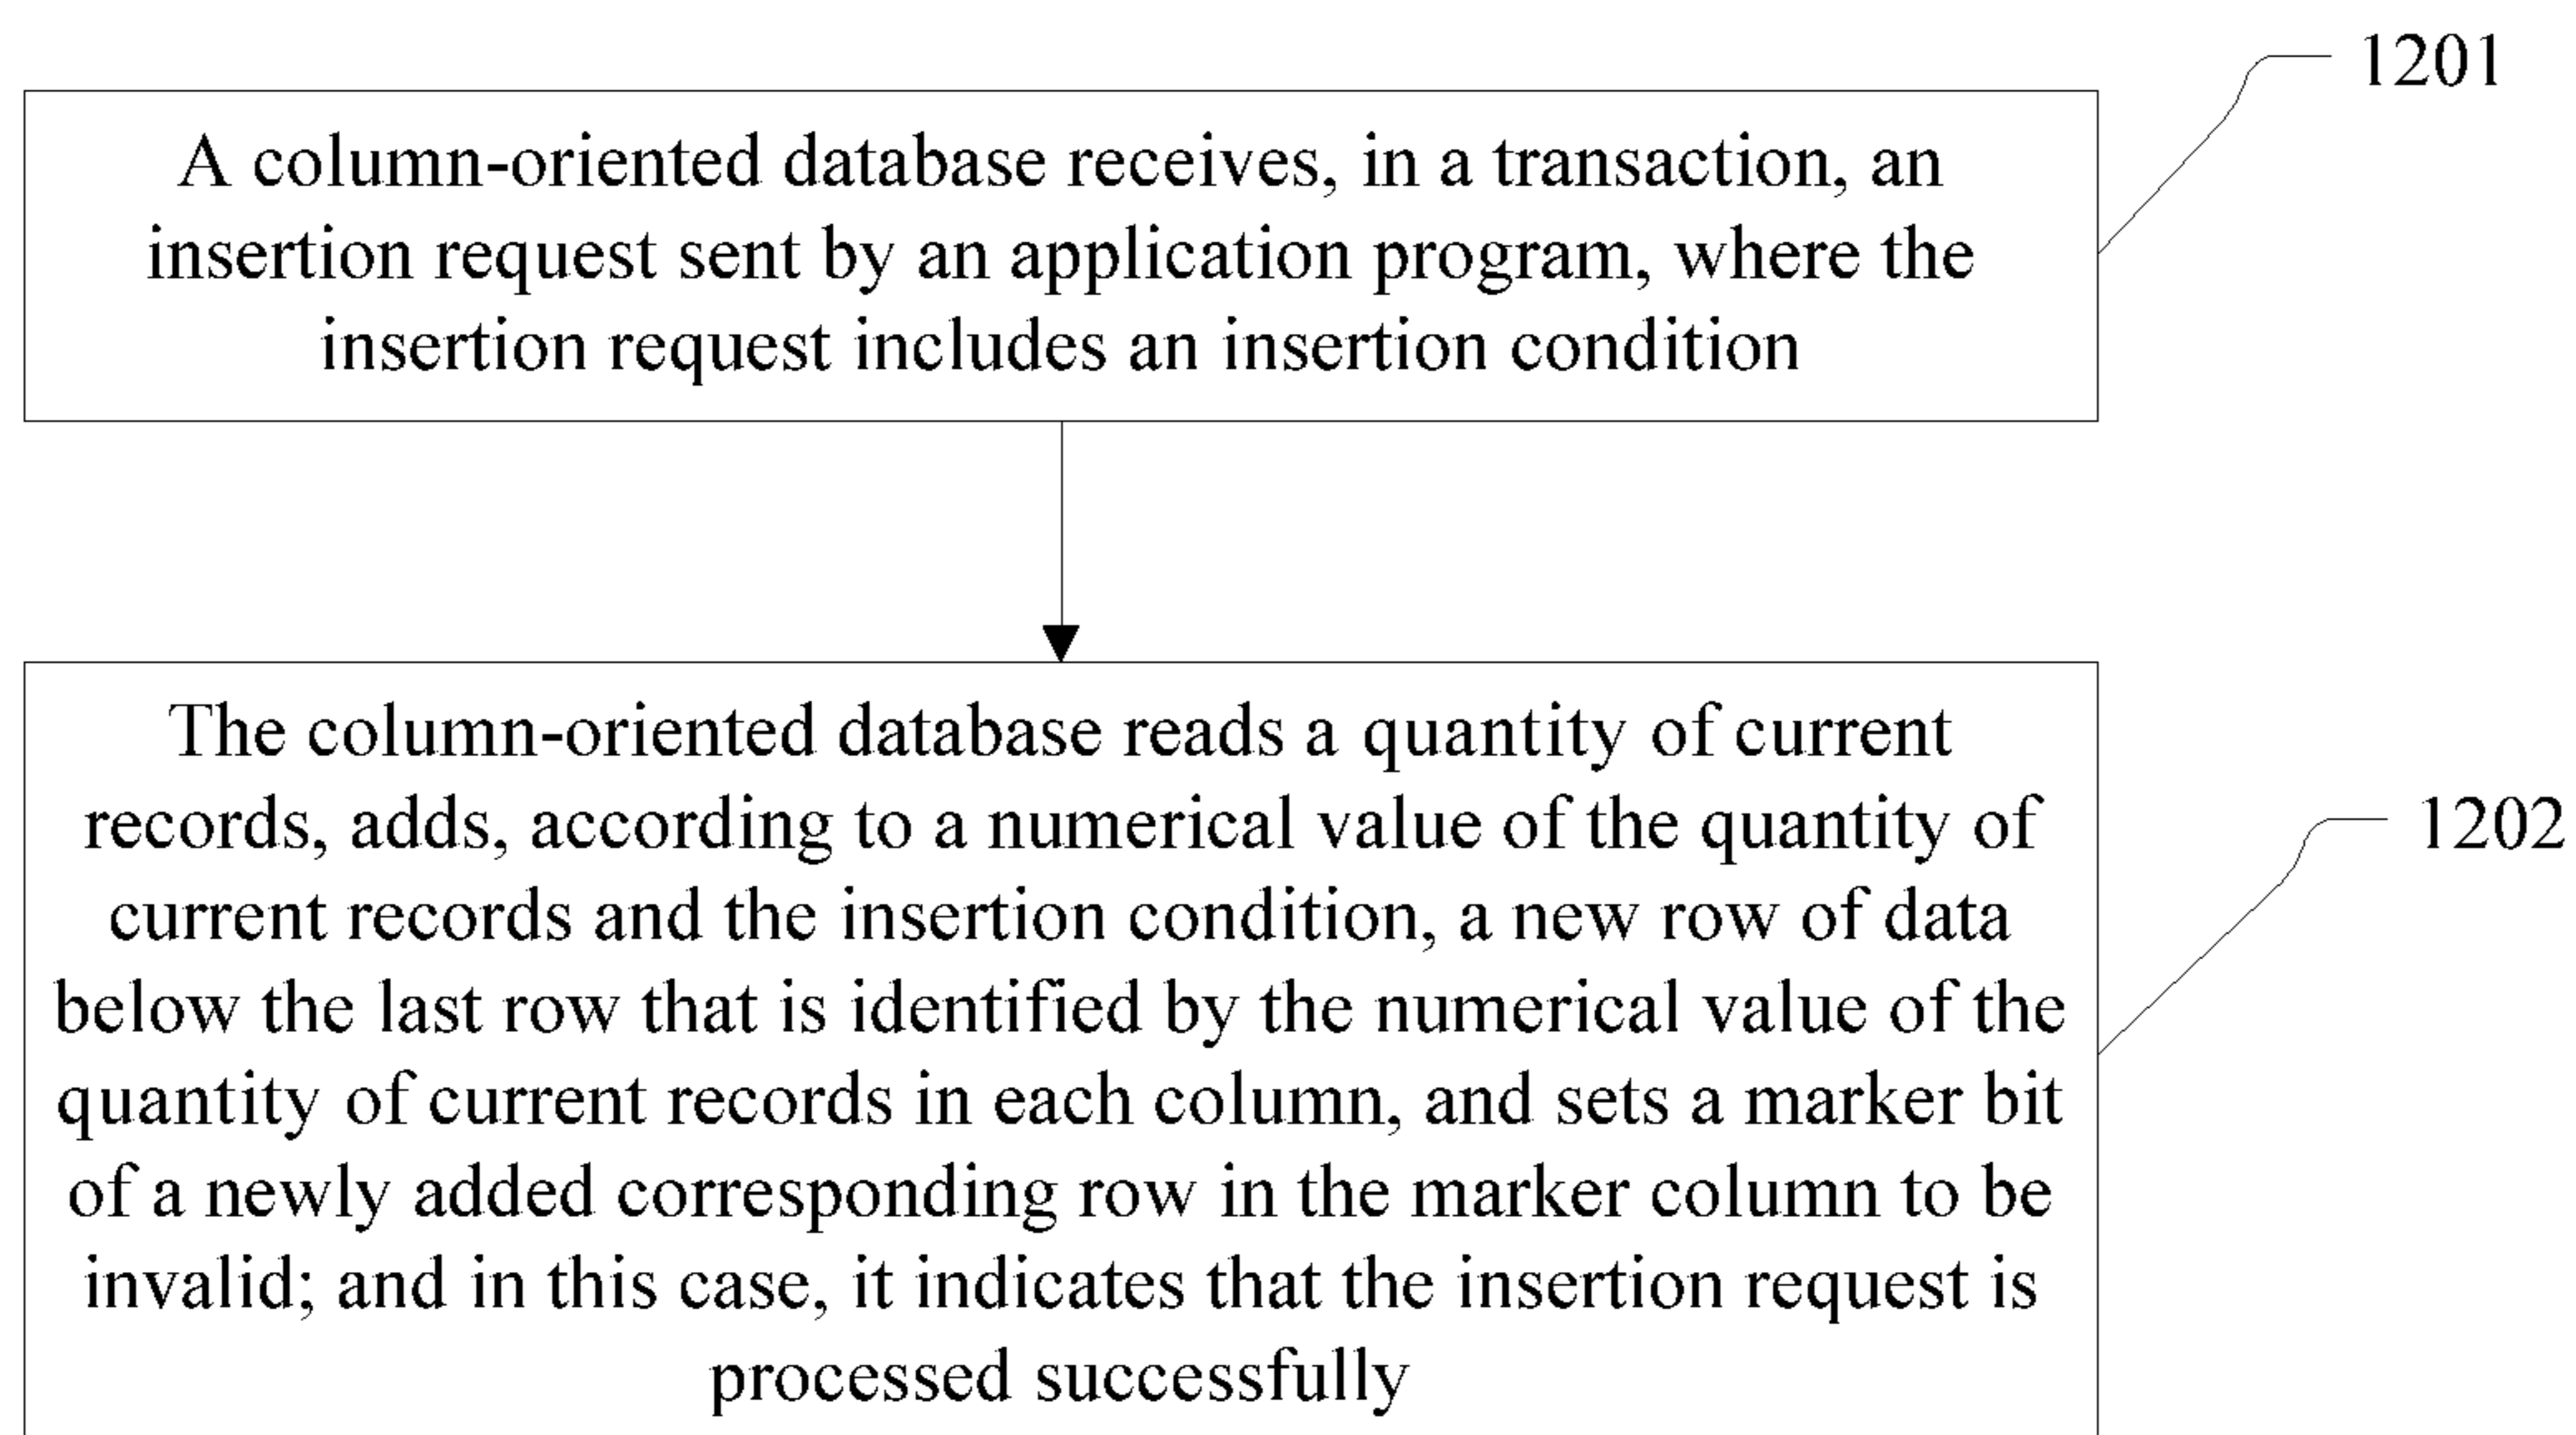 1201
A column-oriented database receives, in a transaction, an
insertion request sent by an application program, where the
insertion request includes an insertion condition
The column-oriented database reads a quantity of current
records, adds, according to a numerical value of the quantity of
current records and the insertion condition, a new row of data
below the last row that is identified by the numerical value of the
quantity of current records in each column, and sets a marker bit
of a newly added corresponding row in the marker column to be
invalid; and in this case, it indicates that the insertion request is
processed successfully
1202